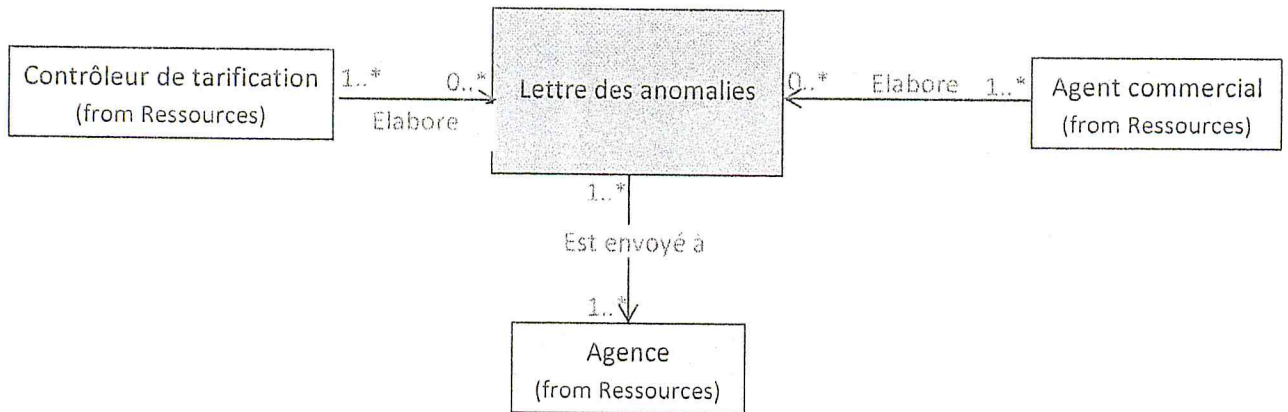 Contrôleur de tarification
(from Ressources)
1..*
0..*
Elabore
Lettre des anomalies
0..*
Elabore
1..*
Agent commercial
(from Ressources)
1..*
Est envoyé à
1..*
Agence
(from Ressources)